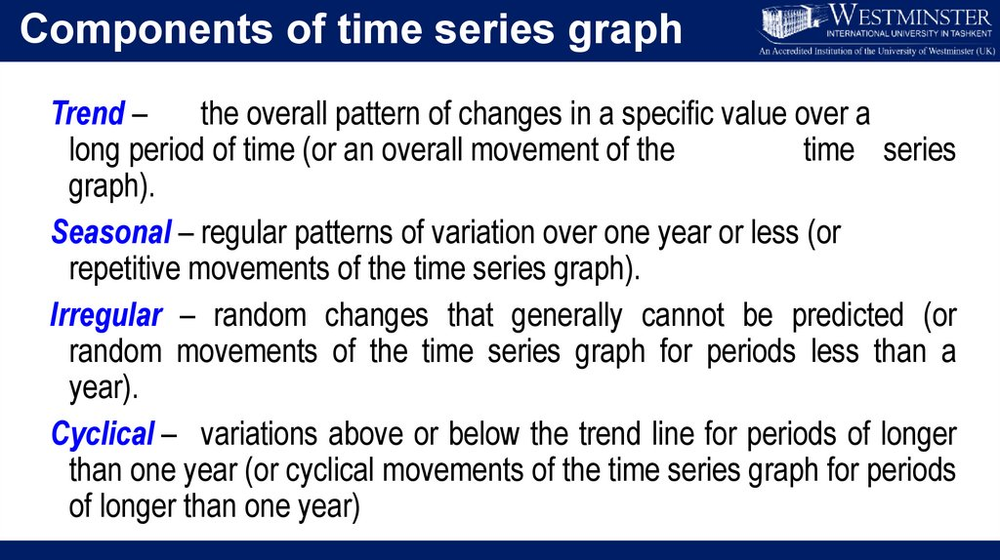 Components of time series graph
WESTMINSTER
INTERNATIONAL UNIVERSITY IN TASHKENT
An Accredited Institution of the University of Westminster (UK)
Trend – the overall pattern of changes in a specific value over a
long period of time (or an overall movement of the time series
graph).
Seasonal – regular patterns of variation over one year or less (or
repetitive movements of the time series graph).
Irregular – random changes that generally cannot be predicted (or
random movements of the time series graph for periods less than a
year).
Cyclical – variations above or below the trend line for periods of longer
than one year (or cyclical movements of the time series graph for periods
of longer than one year)